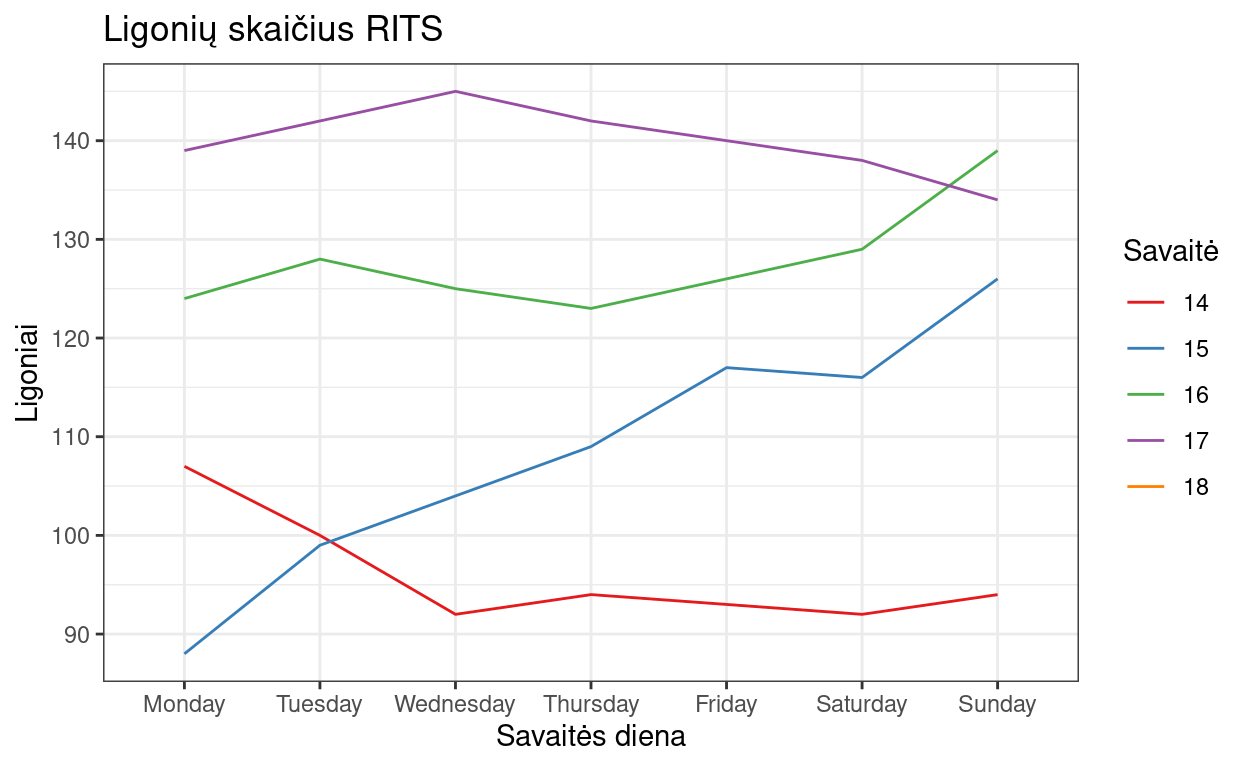 Ligonių skaičius RITS
Ligoniai
140
130
120
110
100
90
Monday Tuesday Wednesday Thursday Friday Saturday Sunday
Savaitės diena
Savaitė
14
15
16
17
18